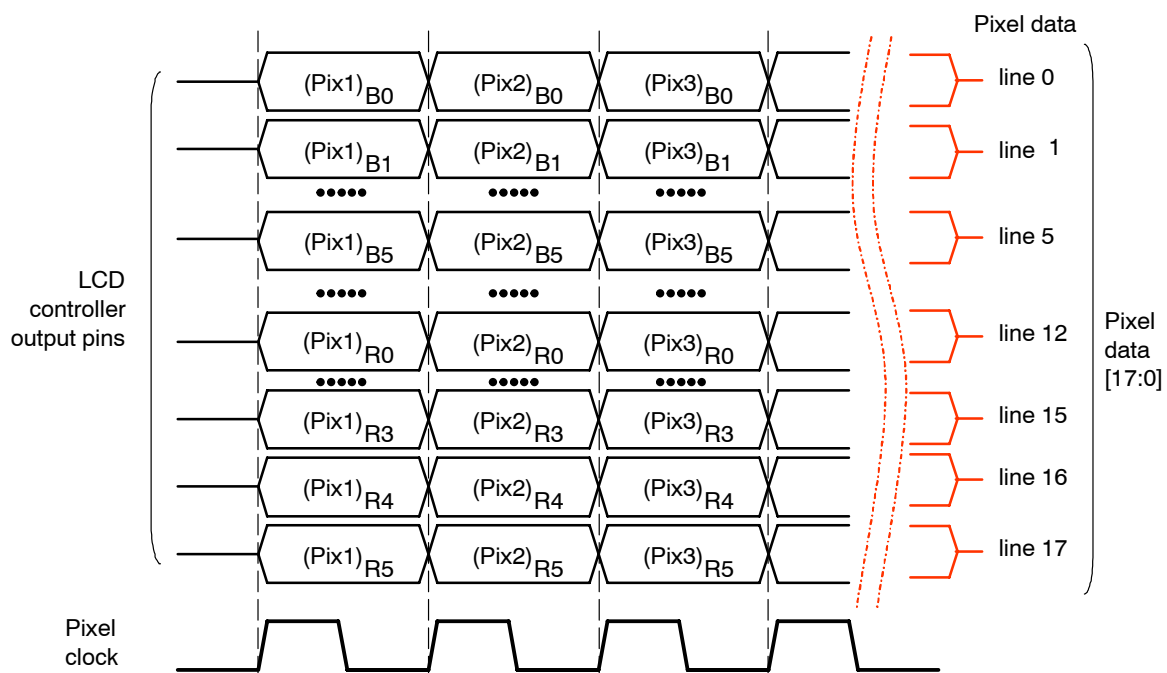 Pixel data
(Pix1)B0 (Pix2)B0 (Pix3)B0 line 0
(Pix1)B1 (Pix2)B1 (Pix3)B1 line 1
(Pix1)B5 (Pix2)B5 (Pix3)B5 line 5
LCD
controller
output pins
(Pix1)R0 (Pix2)R0 (Pix3)R0 line 12
Pixel
data
[17:0]
(Pix1)R3 (Pix2)R3 (Pix3)R3 line 15
(Pix1)R4 (Pix2)R4 (Pix3)R4 line 16
(Pix1)R5 (Pix2)R5 (Pix3)R5 line 17
Pixel
clock